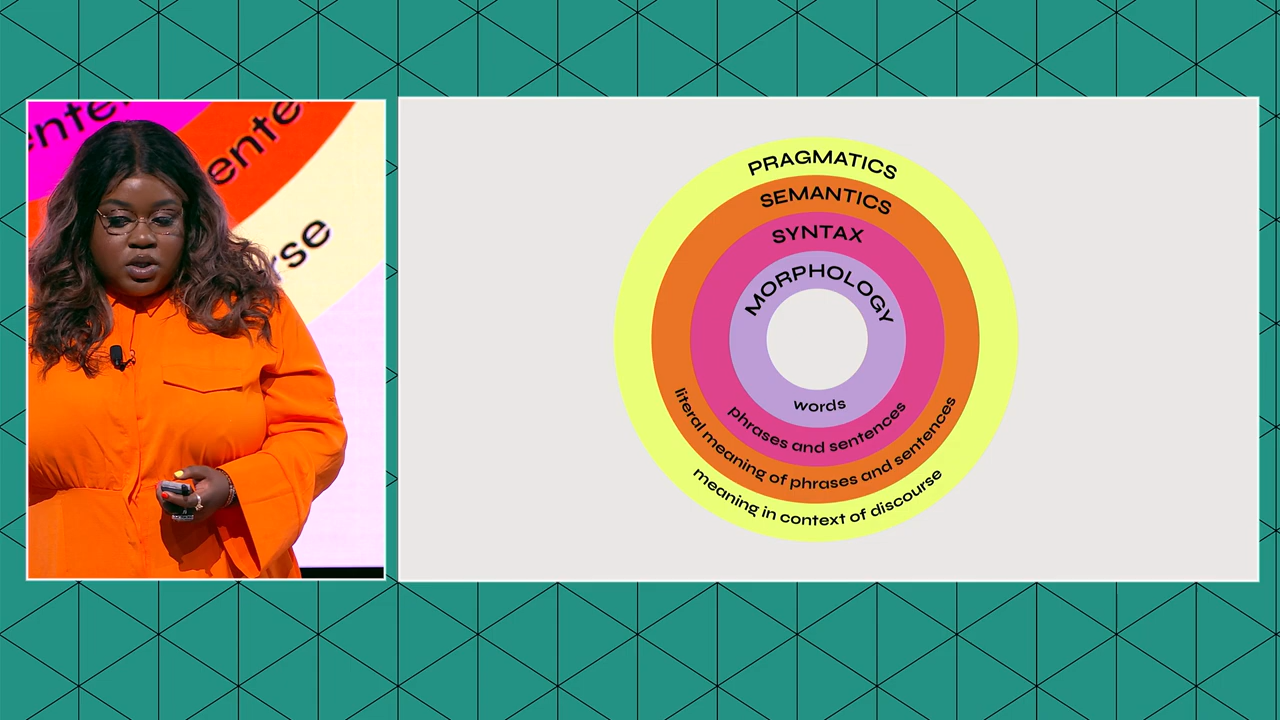 PRAGMATICS
SEMANTICS
SYNTAX
MORPHOLOGY
words
phrases and sentences
literal meaning of phrases and sentences
meaning in context of discourse